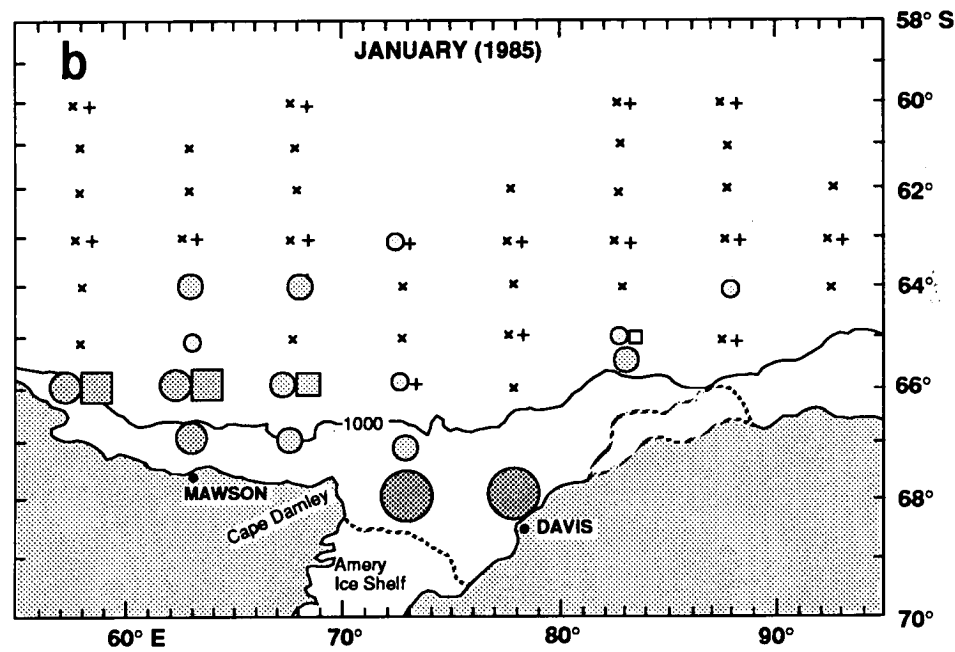 58° S
b
JANUARY (1985)
60°
62°
64°
66°
1000
MAWSON
68°
Cape Darnley
DAVIS
Amery
Ice Shelf
70°
60° E
70°
80°
90°